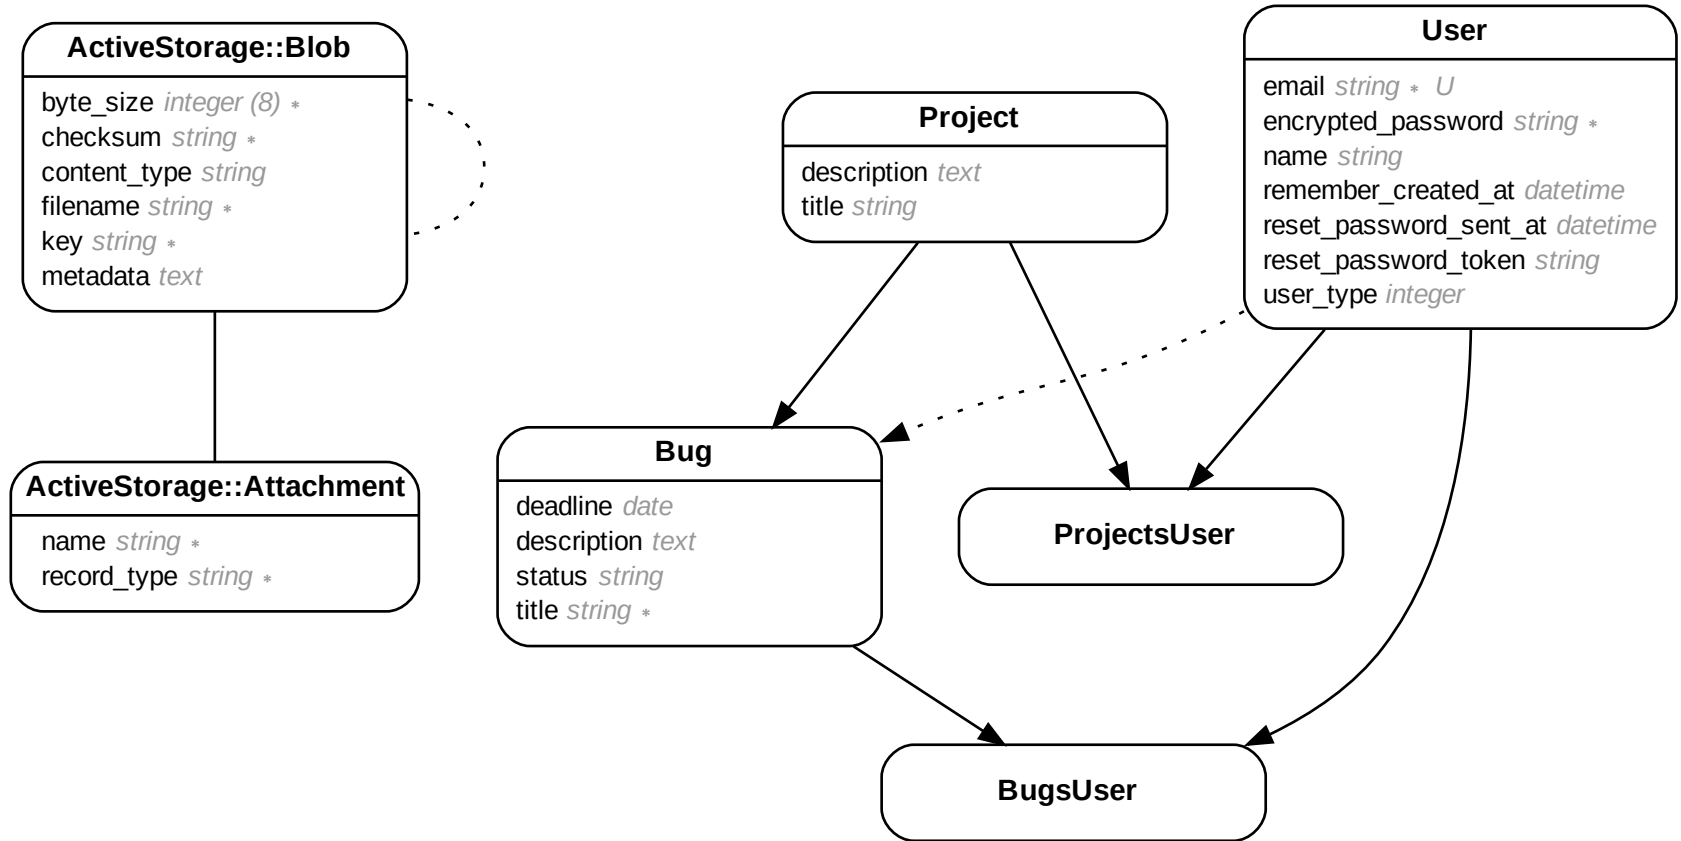 ActiveStorage::Blob
byte_size integer (8) *
checksum string *
content_type string
filename string *
key string *
metadata text
Project
description text
title string
User
email string * U
encrypted_password string *
name string
remember_created_at datetime
reset_password_sent_at datetime
reset_password_token string
user_type integer
ActiveStorage::Attachment
name string *
record_type string *
Bug
deadline date
description text
status string
title string *
ProjectsUser
BugsUser